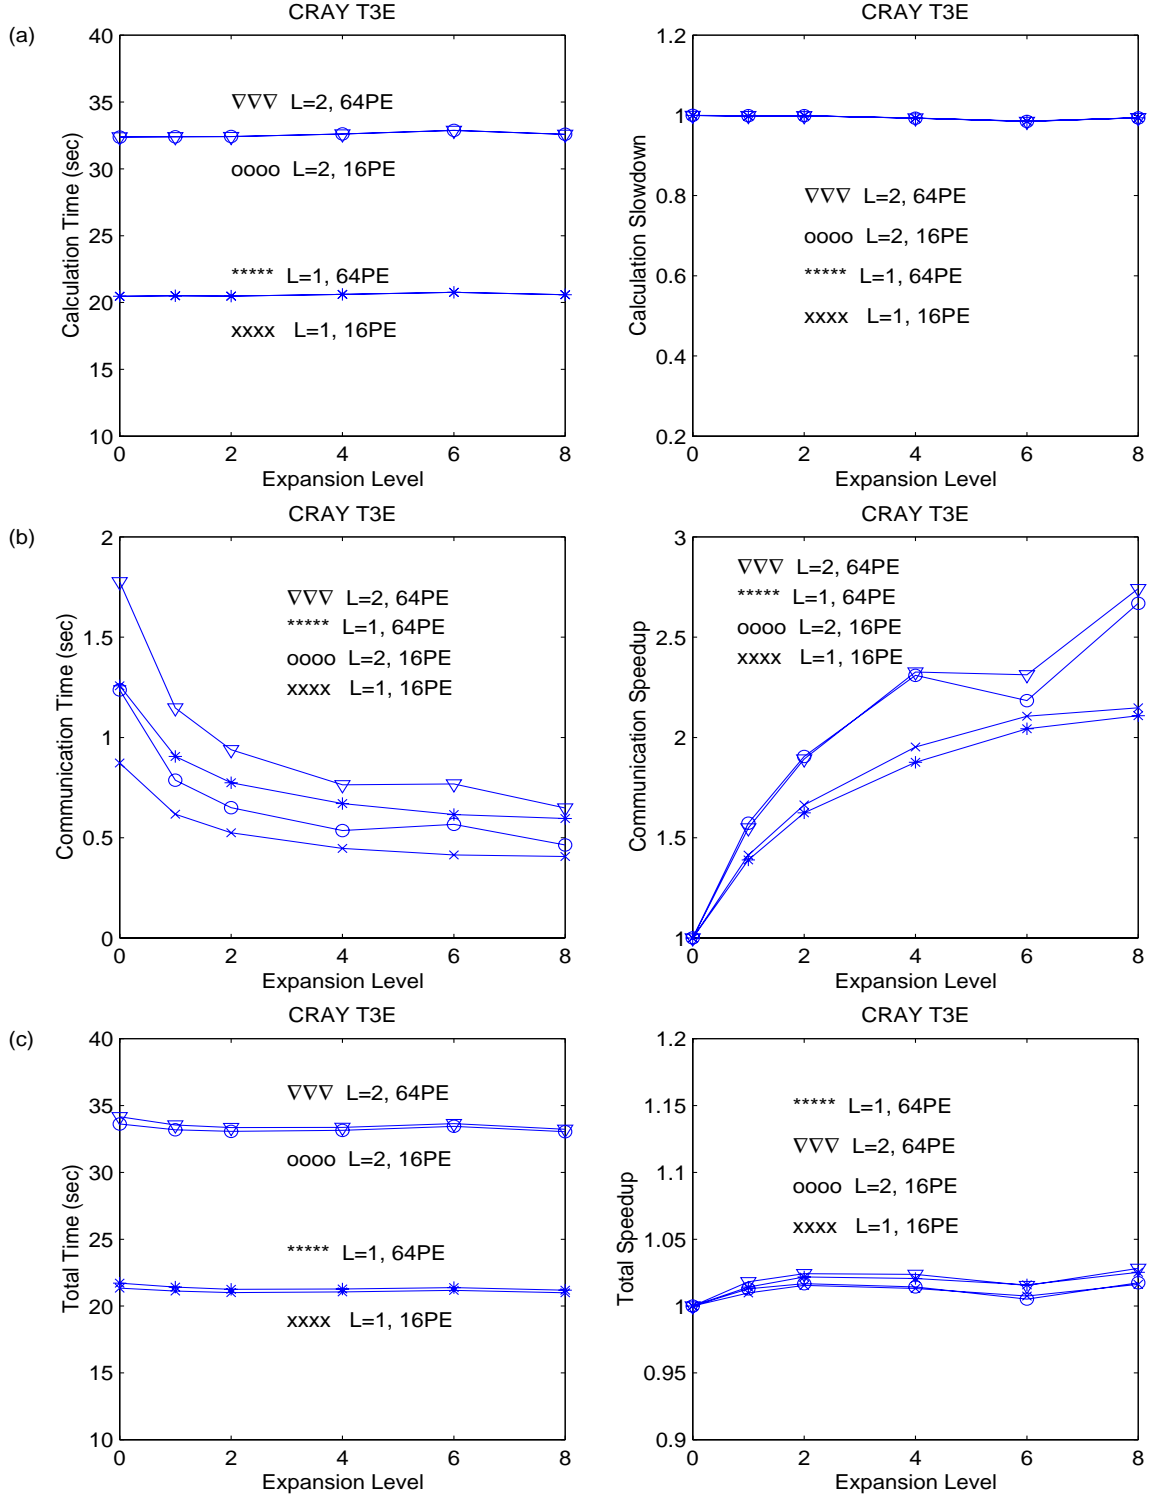 (a)
CRAY T3E
40
35
30
25
20
15
10
0 2 4 6 8
Calculation Time (sec)
Expansion Level
∇∇∇ L=2, 64PE
oooo L=2, 16PE
***** L=1, 64PE
xxxx L=1, 16PE
CRAY T3E
1.2
1
0.8
0.6
0.4
0.2
0 2 4 6 8
Calculation Slowdown
Expansion Level
∇∇∇ L=2, 64PE
oooo L=2, 16PE
***** L=1, 64PE
xxxx L=1, 16PE
(b)
CRAY T3E
2
1.5
1
0.5
0
0 2 4 6 8
Communication Time (sec)
Expansion Level
∇∇∇ L=2, 64PE
***** L=1, 64PE
oooo L=2, 16PE
xxxx L=1, 16PE
CRAY T3E
3
2.5
2
1.5
1
0 2 4 6 8
Communication Speedup
Expansion Level
∇∇∇ L=2, 64PE
***** L=1, 64PE
oooo L=2, 16PE
xxxx L=1, 16PE
(c)
CRAY T3E
40
35
30
25
20
15
10
0 2 4 6 8
Total Time (sec)
Expansion Level
∇∇∇ L=2, 64PE
oooo L=2, 16PE
***** L=1, 64PE
xxxx L=1, 16PE
CRAY T3E
1.2
1.15
1.1
1.05
1
0.95
0.9
0 2 4 6 8
Total Speedup
Expansion Level
***** L=1, 64PE
∇∇∇ L=2, 64PE
oooo L=2, 16PE
xxxx L=1, 16PE